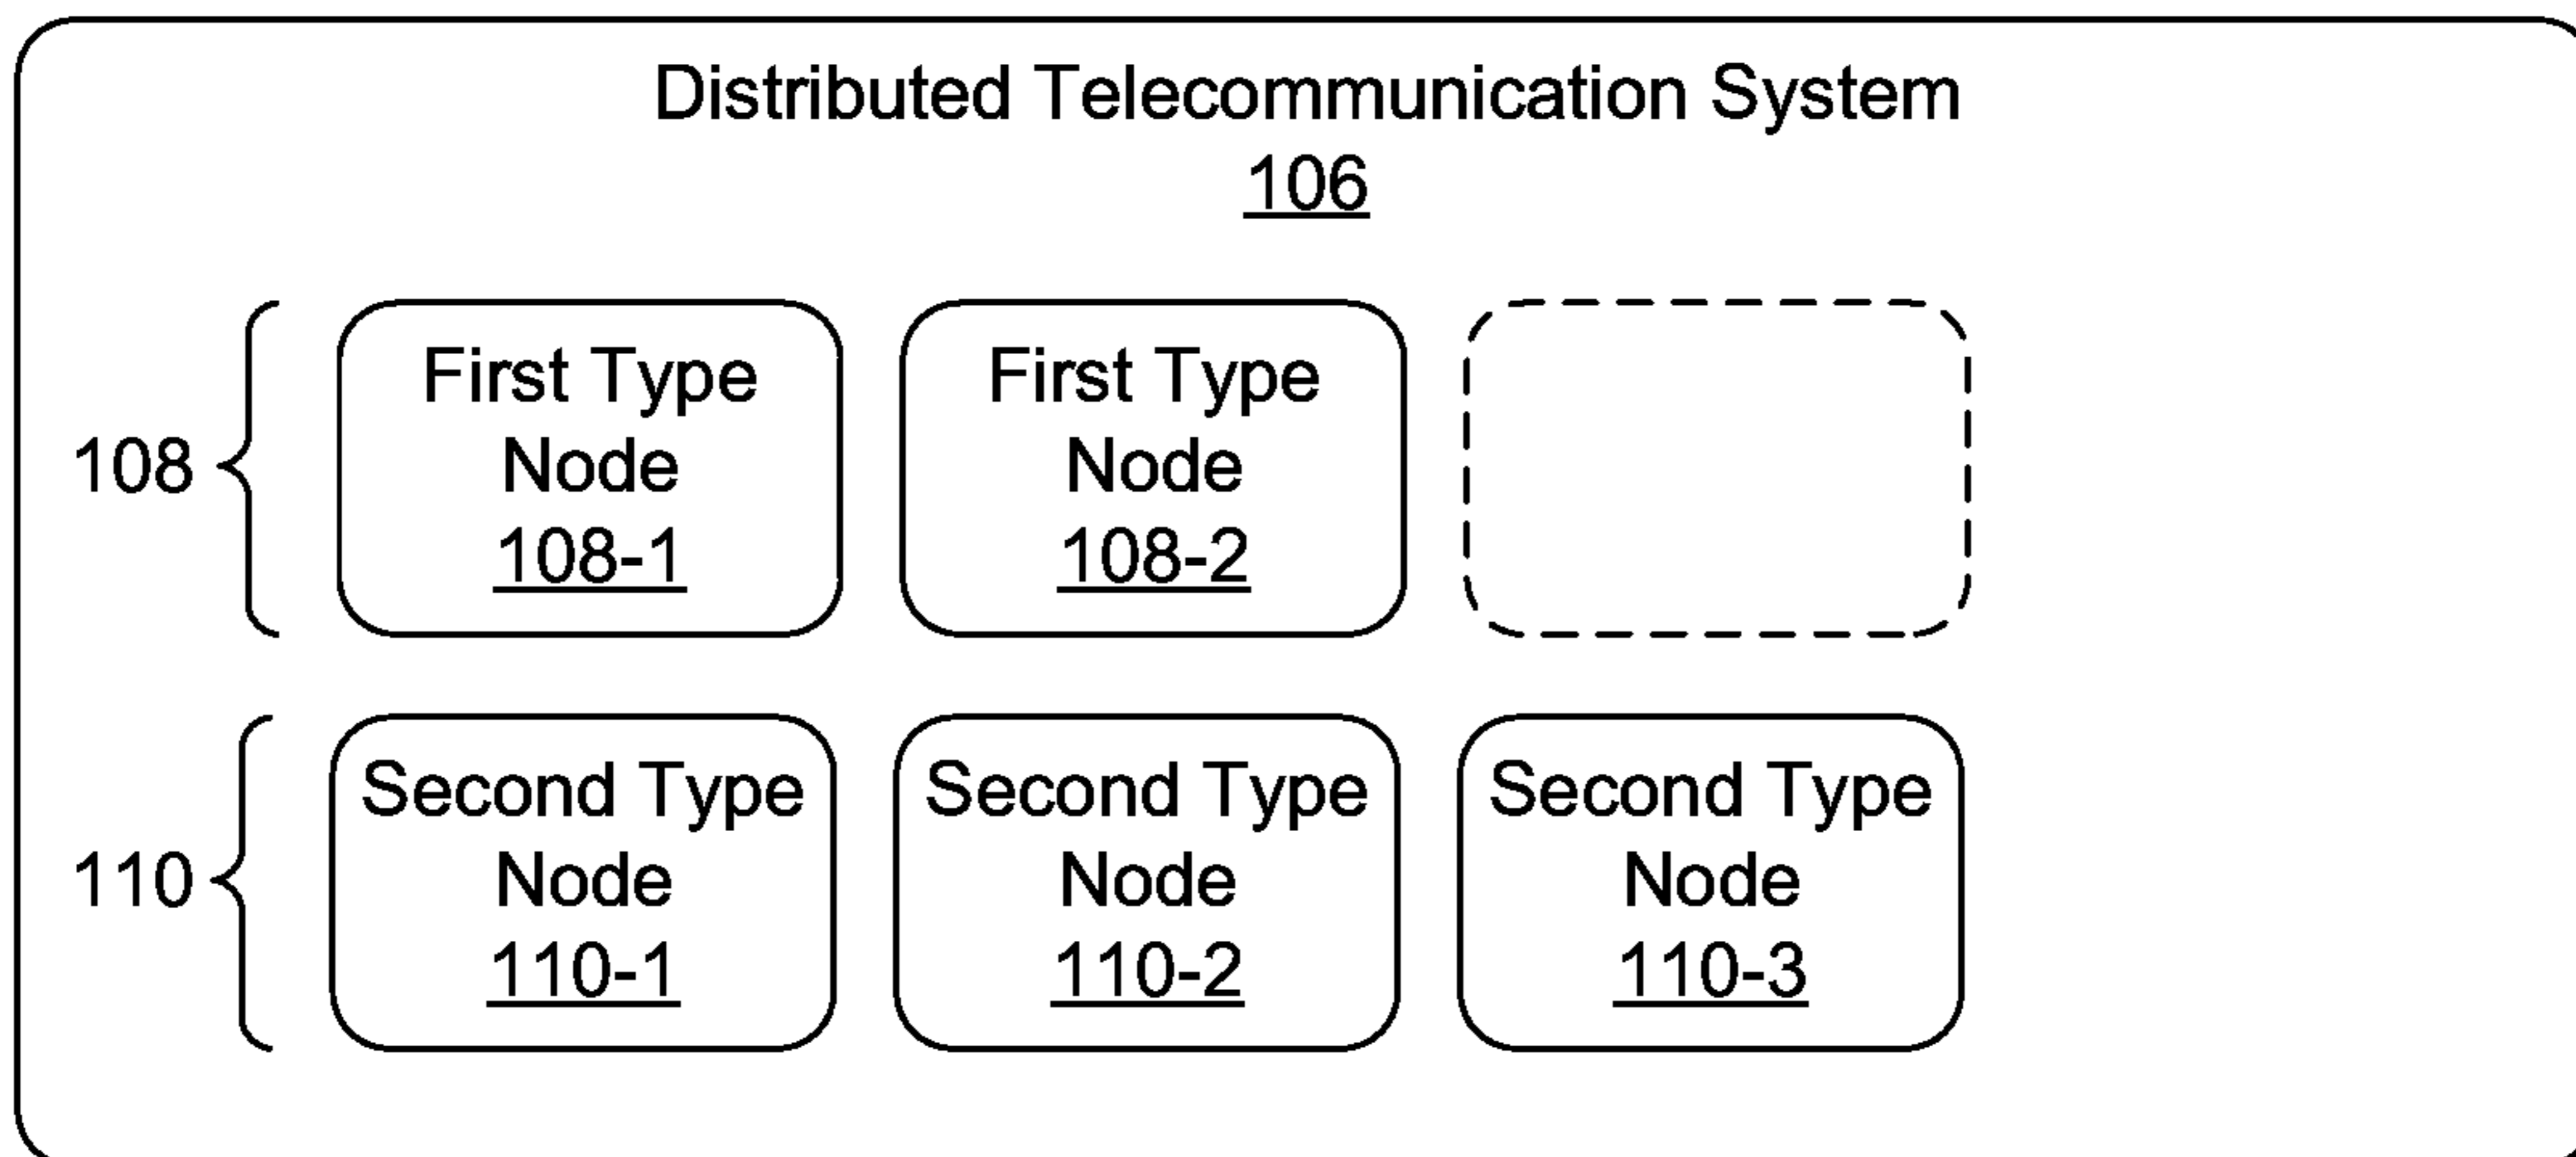 Distributed Telecommunication System
106
108
First Type
Node
108-1
First Type
Node
108-2
110
Second Type
Node
110-1
Second Type
Node
110-2
Second Type
Node
110-3